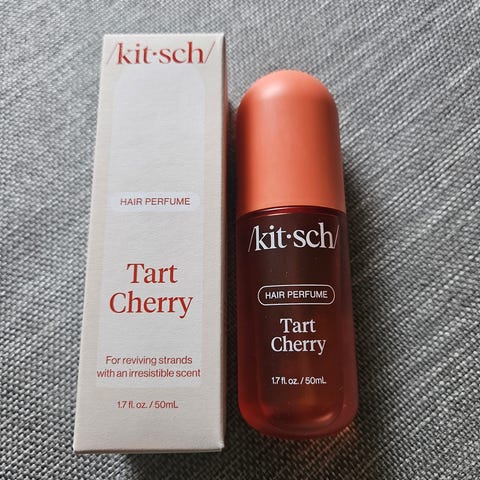 /kit·sch/
HAIR PERFUME
Tart
Cherry
For reviving strands
with an irresistible scent
1.7 fl. oz. / 50mL
/kit·sch/
HAIR PERFUME
Tart
Cherry
1.7 fl. oz. / 50mL